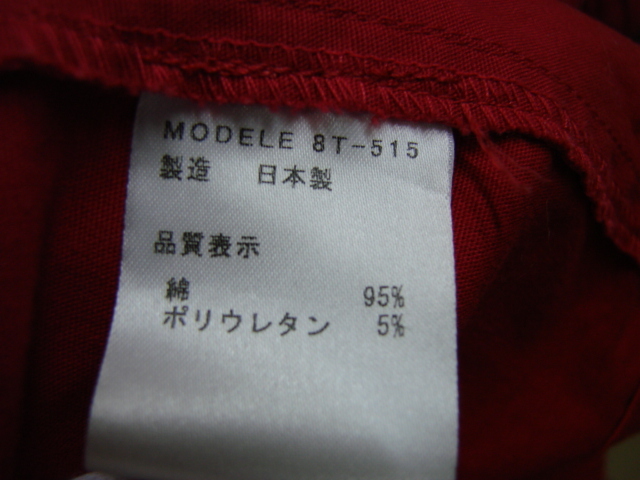 MODELE 8T-515
製造 日本製
品質表示
綿 95%
ポリウレタン 5%